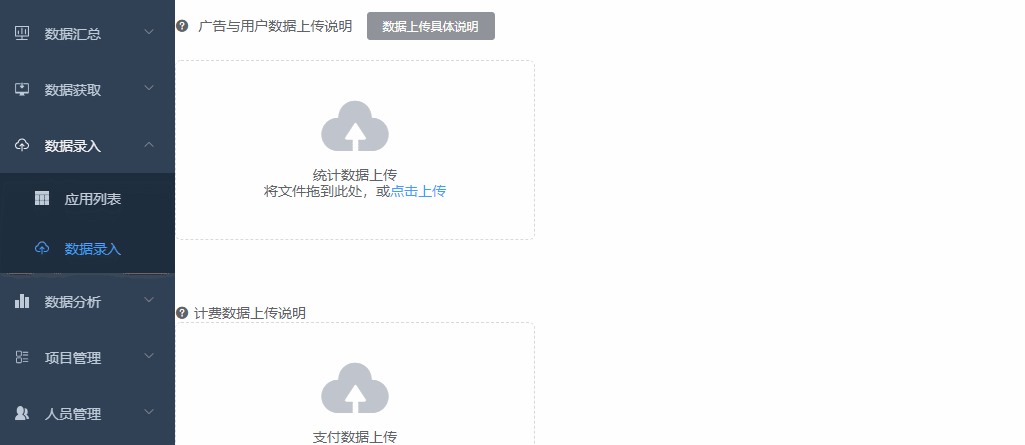 数据汇总
数据获取
数据录入
应用列表
数据录入
数据分析
项目管理
人员管理
广告与用户数据上传说明 数据上传具体说明
统计数据上传
将文件拖到此处，或点击上传
计费数据上传说明
支付数据上传